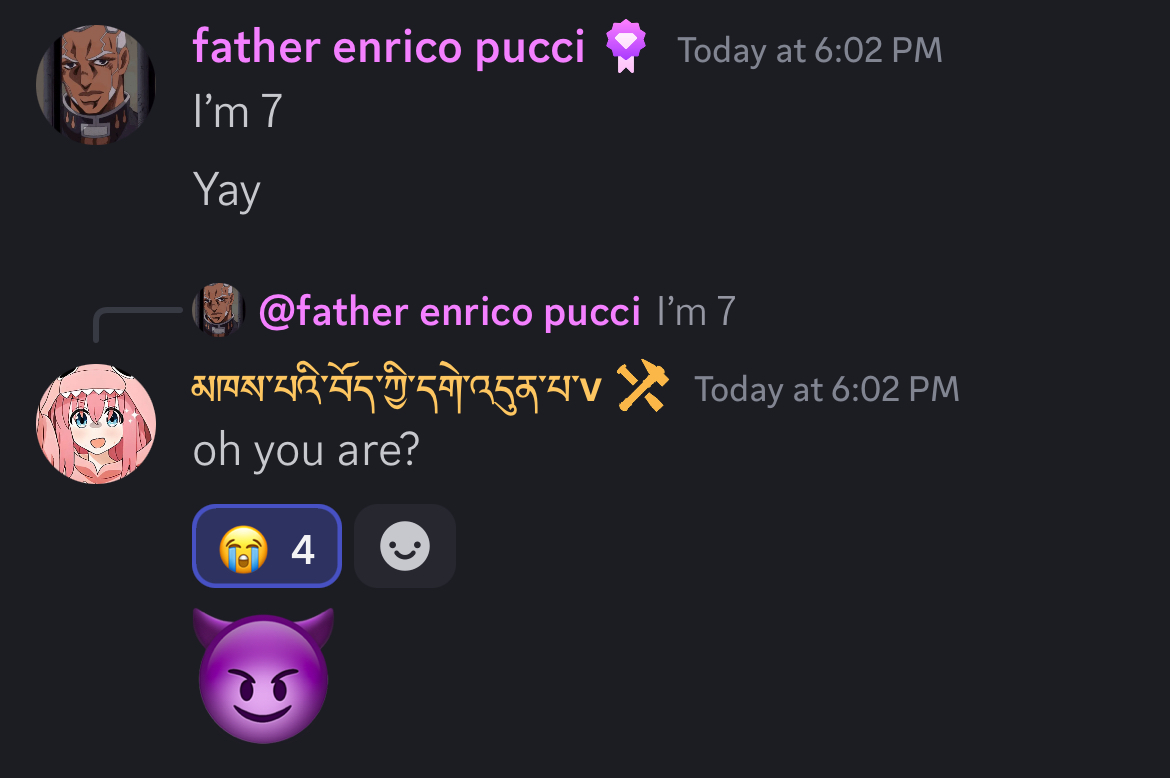 father enrico pucci Today at 6:02 PM
I’m 7
Yay
@father enrico pucci I’m 7
མཁས་པའི་བོད་ཀྱི་དགེ་འདུན་པ་v Today at 6:02 PM
oh you are?
😭 4
😈